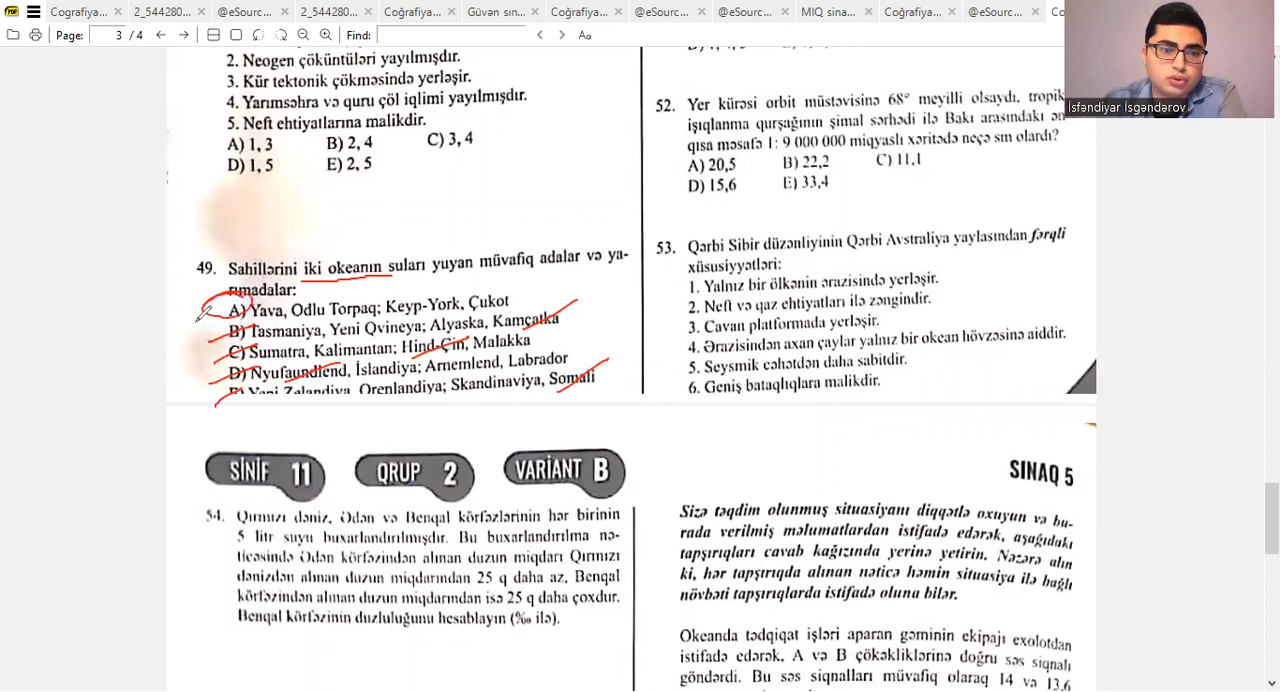 Coğrafiya...
2_544280...
@eSourc...
2_544280...
Coğrafiya...
Güvən sın...
Coğrafiya...
@eSourc...
@eSourc...
MIQ sina...
Coğrafiya...
@eSourc...
Co
Page: 3 / 4
Find:
İsfəndiyar İsgəndərov
2. Neogen çöküntüləri yayılmışdır.
3. Kür tektonik çökməsində yerləşir.
4. Yarımsəhra və quru çöl iqlimi yayılmışdır.
5. Neft ehtiyatlarına malikdir.
A) 1, 3 B) 2, 4 C) 3, 4
D) 1, 5 E) 2, 5
49. Sahillərini iki okeanın suları yuyan müvafiq adalar və ya-
rımadalar:
A) Yava, Odlu Torpaq; Keyp-York, Çukot
B) Tasmaniya, Yeni Qvineya; Alyaska, Kamçatka
C) Sumatra, Kalimantan; Hind-Çin, Malakka
D) Nyufaundlend, İslandiya; Arnemlend, Labrador
E) Yeni Zelandiya, Qrenlandiya; Skandinaviya, Somali
52. Yer kürəsi orbit müstəvisinə 68° meyilli olsaydı, tropik
işıqlanma qurşağının şimal sərhədi ilə Bakı arasındakı ən
qısa məsafə 1: 9 000 000 miqyaslı xəritədə neçə sm olardı?
A) 20,5 B) 22,2 C) 11,1
D) 15,6 E) 33,4
53. Qərbi Sibir düzənliyinin Qərbi Avstraliya yaylasından fərqli
xüsusiyyətləri:
1. Yalnız bir ölkənin ərazisində yerləşir.
2. Neft və qaz ehtiyatları ilə zəngindir.
3. Cavan platformada yerləşir.
4. Ərazisindən axan çaylar yalnız bir okean hövzəsinə aiddir.
5. Seysmik cəhətdən daha sabitdir.
6. Geniş bataqlıqlara malikdir.
SİNİF 11 QRUP 2 VARİANT B
SINAQ 5
54. Qırmızı dəniz, Ədən və Benqal körfəzlərinin hər birinin
5 litr suyu buxarlandırılmışdır. Bu buxarlandırılma nə-
ticəsində Ədən körfəzindən alınan duzun miqdarı Qırmızı
dənizdən alınan duzun miqdarından 25 q daha az, Benqal
körfəzindən alınan duzun miqdarından isə 25 q daha çoxdur.
Benqal körfəzinin duzluluğunu hesablayın (‰ ilə).
Sizə təqdim olunmuş situasiyanı diqqətlə oxuyun və bu-
rada verilmiş məlumatlardan istifadə edərək, aşağıdakı
tapşırıqları cavab kağızında yerinə yetirin. Nəzərə alın
ki, hər tapşırıqda alınan nəticə həmin situasiya ilə bağlı
növbəti tapşırıqlarda istifadə oluna bilər.
Okeanda tədqiqat işləri aparan gəminin ekipajı exolotdan
istifadə edərək, A və B çökəkliklərinə doğru səs siqnalı
göndərdi. Bu səs siqnalları müvafiq olaraq 14 və 13,6